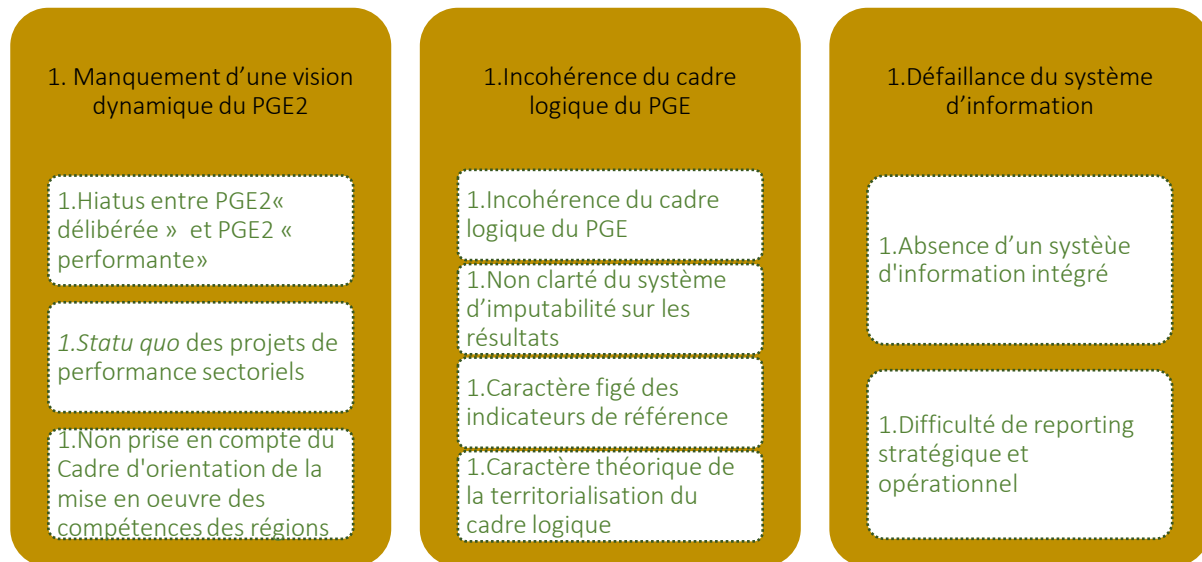 1. Manquement d’une vision
dynamique du PGE2
1.Hiatus entre PGE2«
délibérée »  et PGE2 «
performante»
1.Statu quo des projets de
performance sectoriels
1.Non prise en compte du
Cadre d'orientation de la
mise en oeuvre des
compétences des régions
1.Incohérence du cadre
logique du PGE
1.Incohérence du cadre
logique du PGE
1.Non clarté du système
d’imputabilité sur les
résultats
1.Caractère figé des
indicateurs de référence
1.Caractère théorique de
la territorialisation du
cadre logique
1.Défaillance du système
d’information
1.Absence d’un systèùe
d'information intégré
1.Difficulté de reporting
stratégique et
opérationnel